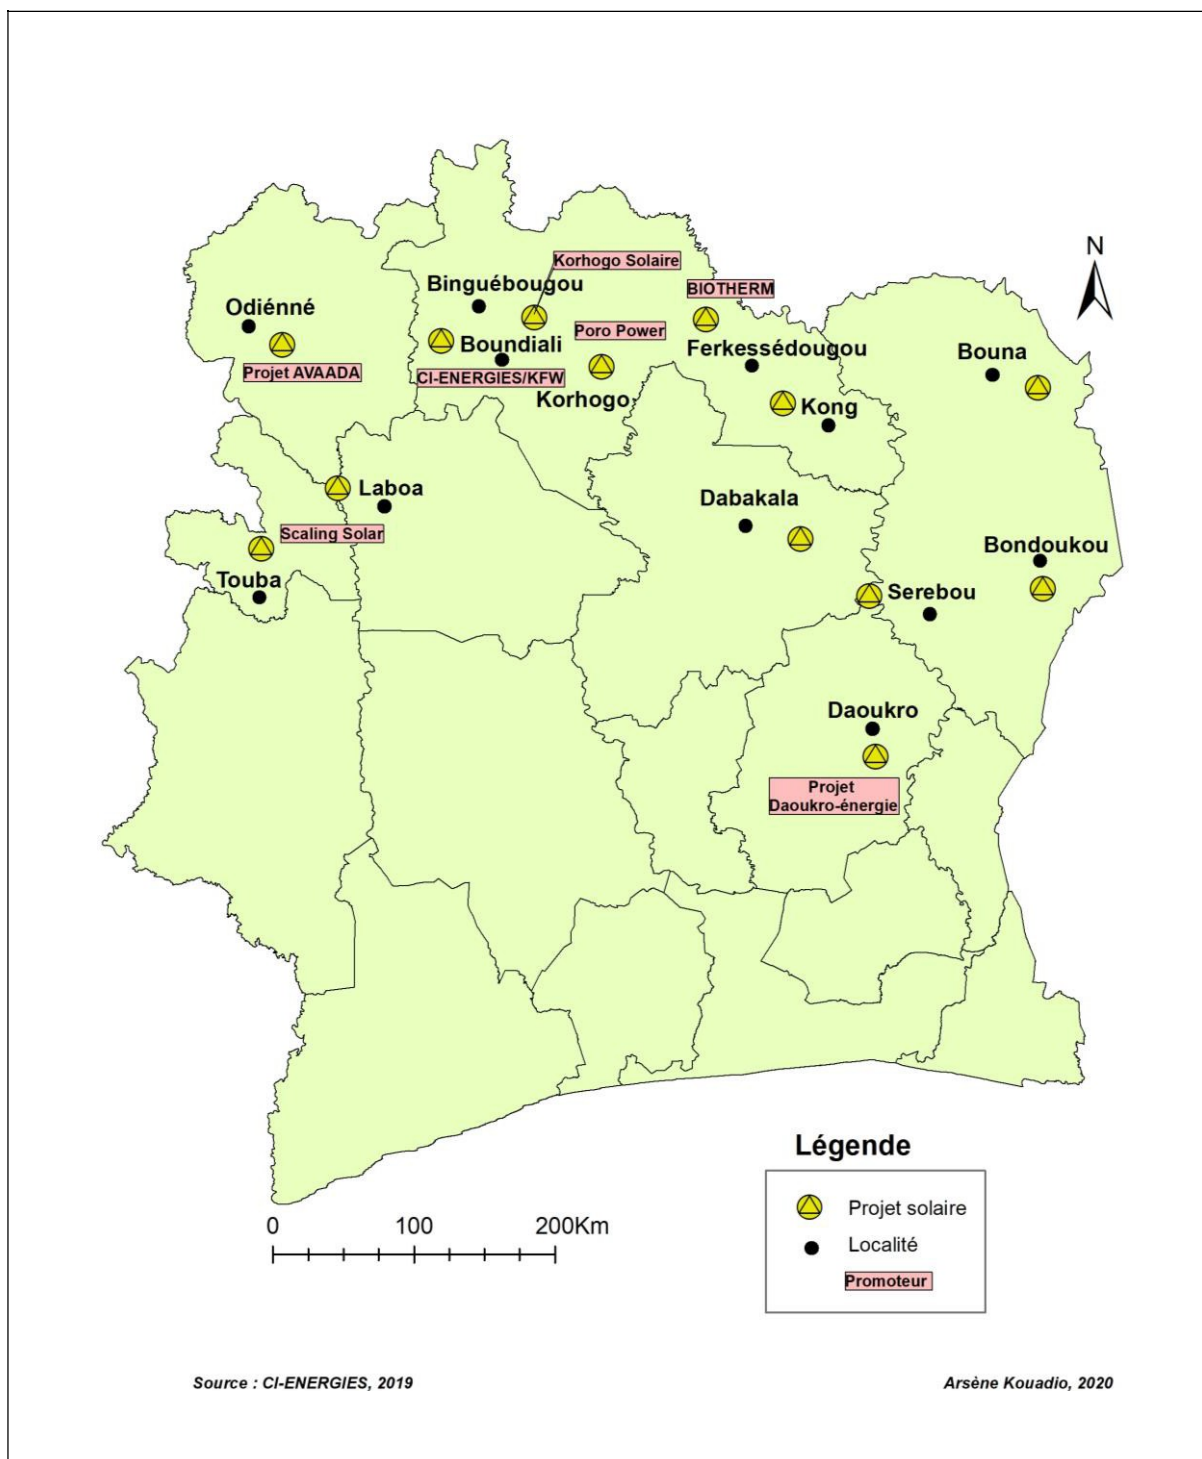 N
Korhogo Solaire
Binguébougou
BIOTHERM
Odiénné
Poro Power
Boundiali
Ferkessédougou
Bouna
Projet AVAADA
CI-ENERGIES/KFW
Korhogo
Kong
Laboa
Dabakala
Scaling Solar
Bondoukou
Touba
Serebou
Daoukro
Projet
Daoukro-énergie
Légende
Projet solaire
Localité
Promoteur
0 100 200Km
Source : CI-ENERGIES, 2019
Arsène Kouadio, 2020